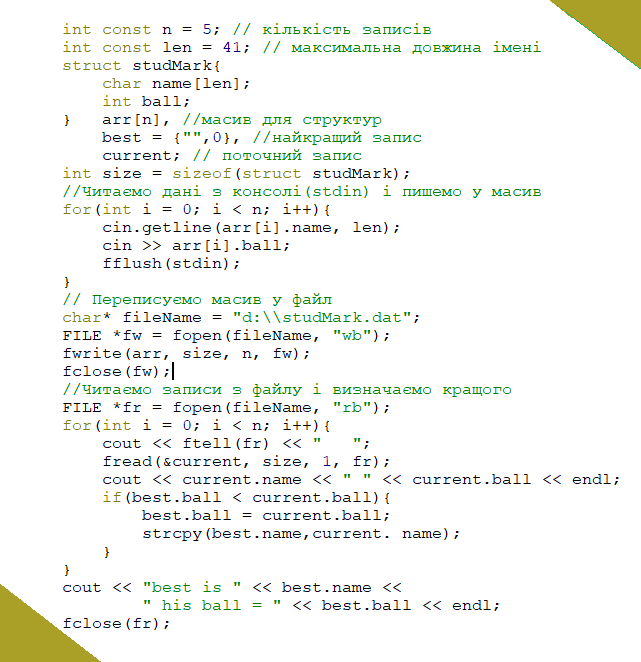 int const n = 5; // кількість записів
int const len = 41; // максимальна довжина імені
struct studMark{
    char name[len];
    int ball;
}   arr[n], //масив для структур
    best = {"",0}, //найкращий запис
    current; // поточний запис
int size = sizeof(struct studMark);
//Читаємо дані з консолі(stdin) і пишемо у масив
for(int i = 0; i < n; i++){
    cin.getline(arr[i].name, len);
    cin >> arr[i].ball;
    fflush(stdin);
}
// Переписуємо масив у файл
char* fileName = "d:\\studMark.dat";
FILE *fw = fopen(fileName, "wb");
fwrite(arr, size, n, fw);
fclose(fw);
//Читаємо записи з файлу і визначаємо кращого
FILE *fr = fopen(fileName, "rb");
for(int i = 0; i < n; i++){
    cout << ftell(fr) << "   ";
    fread(&current, size, 1, fr);
    cout << current.name << " " << current.ball << endl;
    if(best.ball < current.ball){
        best.ball = current.ball;
        strcpy(best.name,current. name);
    }
}
cout << "best is " << best.name <<
        " his ball = " << best.ball << endl;
fclose(fr);